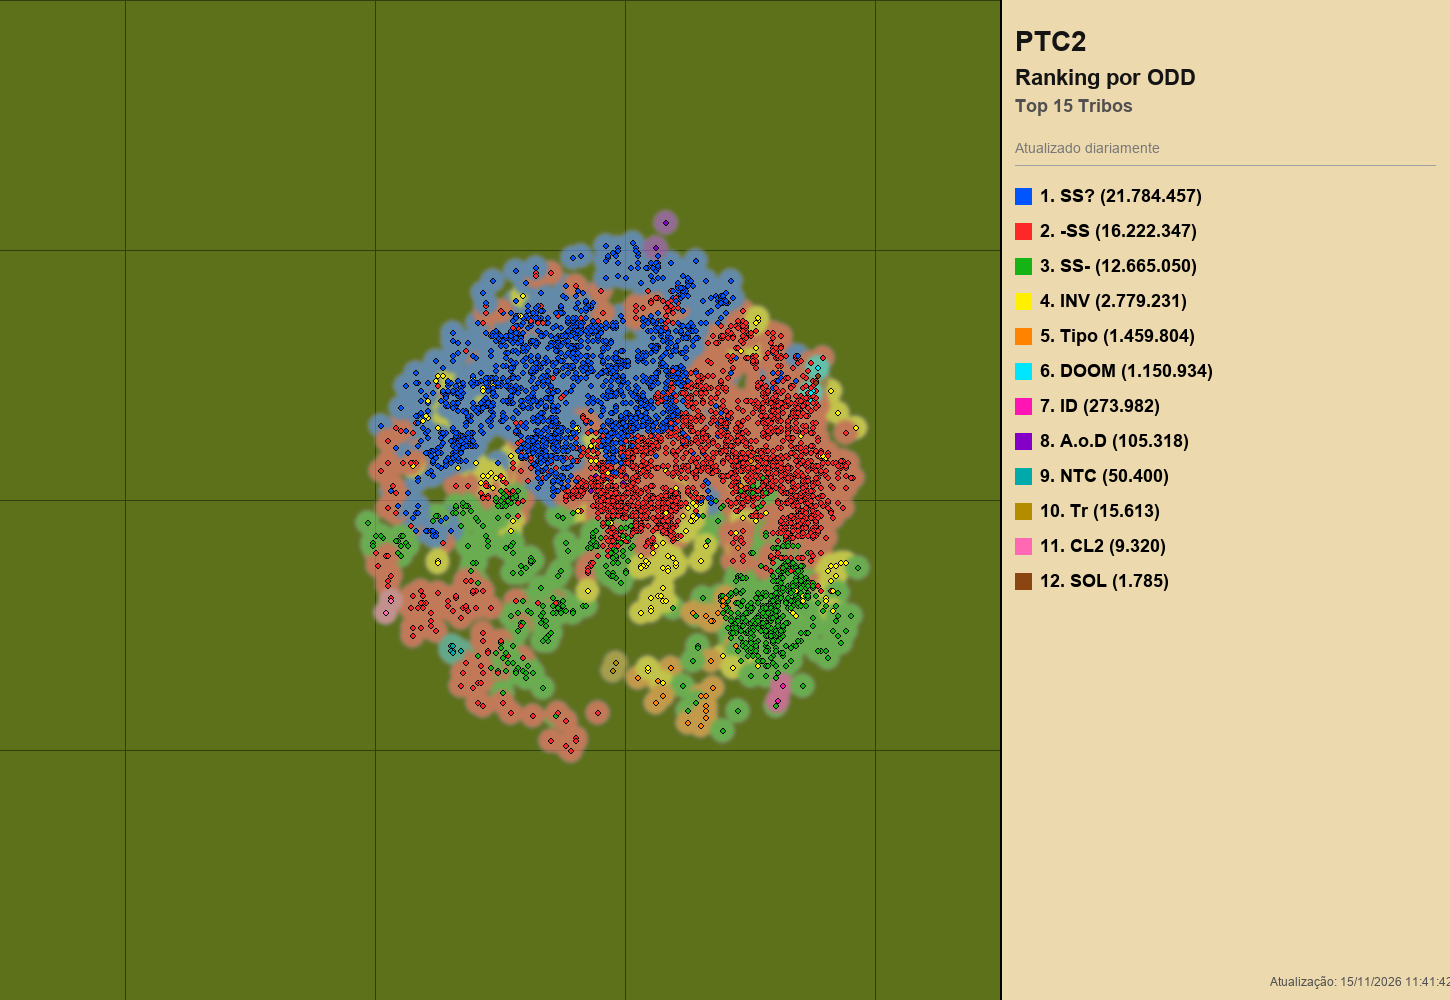 PTC2
Ranking por ODD
Top 15 Tribos
Atualizado diariamente
1. SS? (21.784.457)
2. -SS (16.222.347)
3. SS- (12.665.050)
4. INV (2.779.231)
5. Tipo (1.459.804)
6. DOOM (1.150.934)
7. ID (273.982)
8. A.o.D (105.318)
9. NTC (50.400)
10. Tr (15.613)
11. CL2 (9.320)
12. SOL (1.785)
Atualização: 15/11/2026 11:41:42